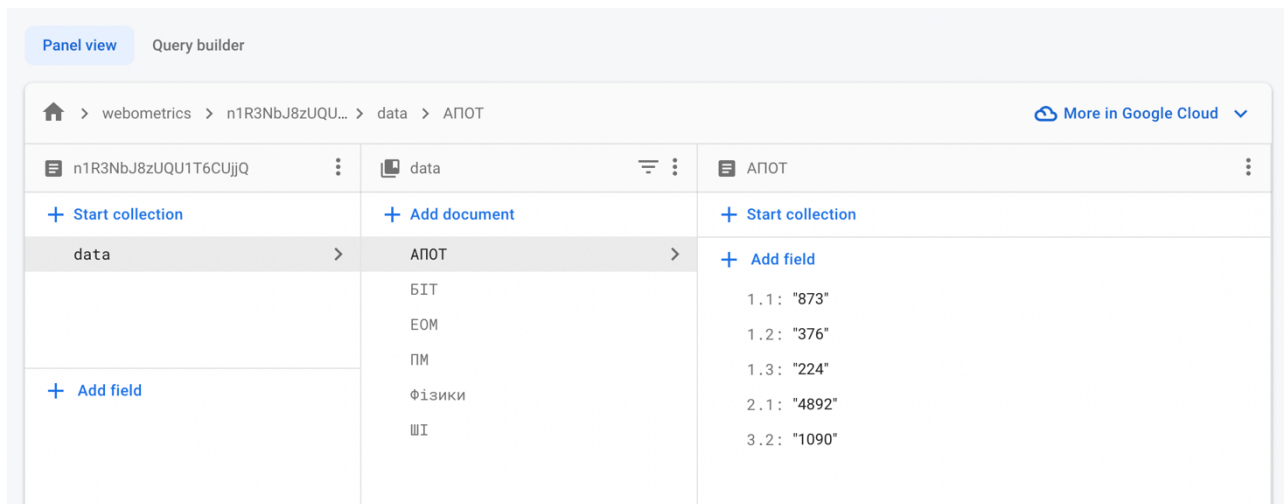 Panel view Query builder
webometrics n1R3NbJ8zUQU... data АПОТ More in Google Cloud
n1R3NbJ8zUQU1T6CUjjQ data АПОТ
+ Start collection + Add document + Start collection
data АПОТ + Add field
БІТ 1.1: "873"
ЕОМ 1.2: "376"
ПМ 1.3: "224"
+ Add field Фізики 2.1: "4892"
ШІ 3.2: "1090"